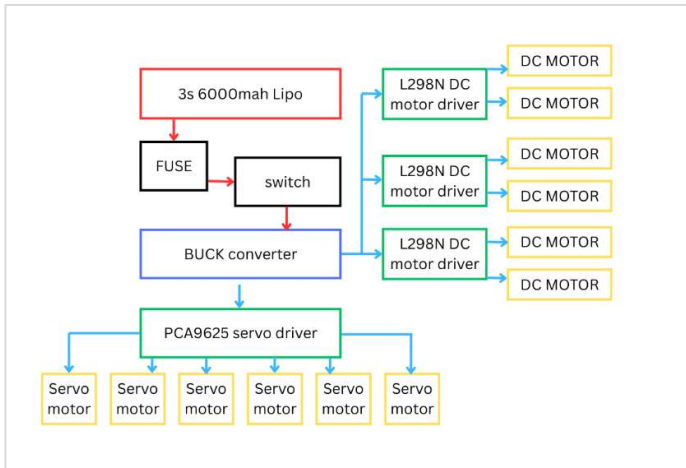 3s 6000mah Lipo
FUSE
switch
BUCK converter
PCA9625 servo driver
Servo
motor
Servo
motor
Servo
motor
Servo
motor
Servo
motor
Servo
motor
L298N DC
motor driver
DC MOTOR
DC MOTOR
L298N DC
motor driver
DC MOTOR
DC MOTOR
L298N DC
motor driver
DC MOTOR
DC MOTOR